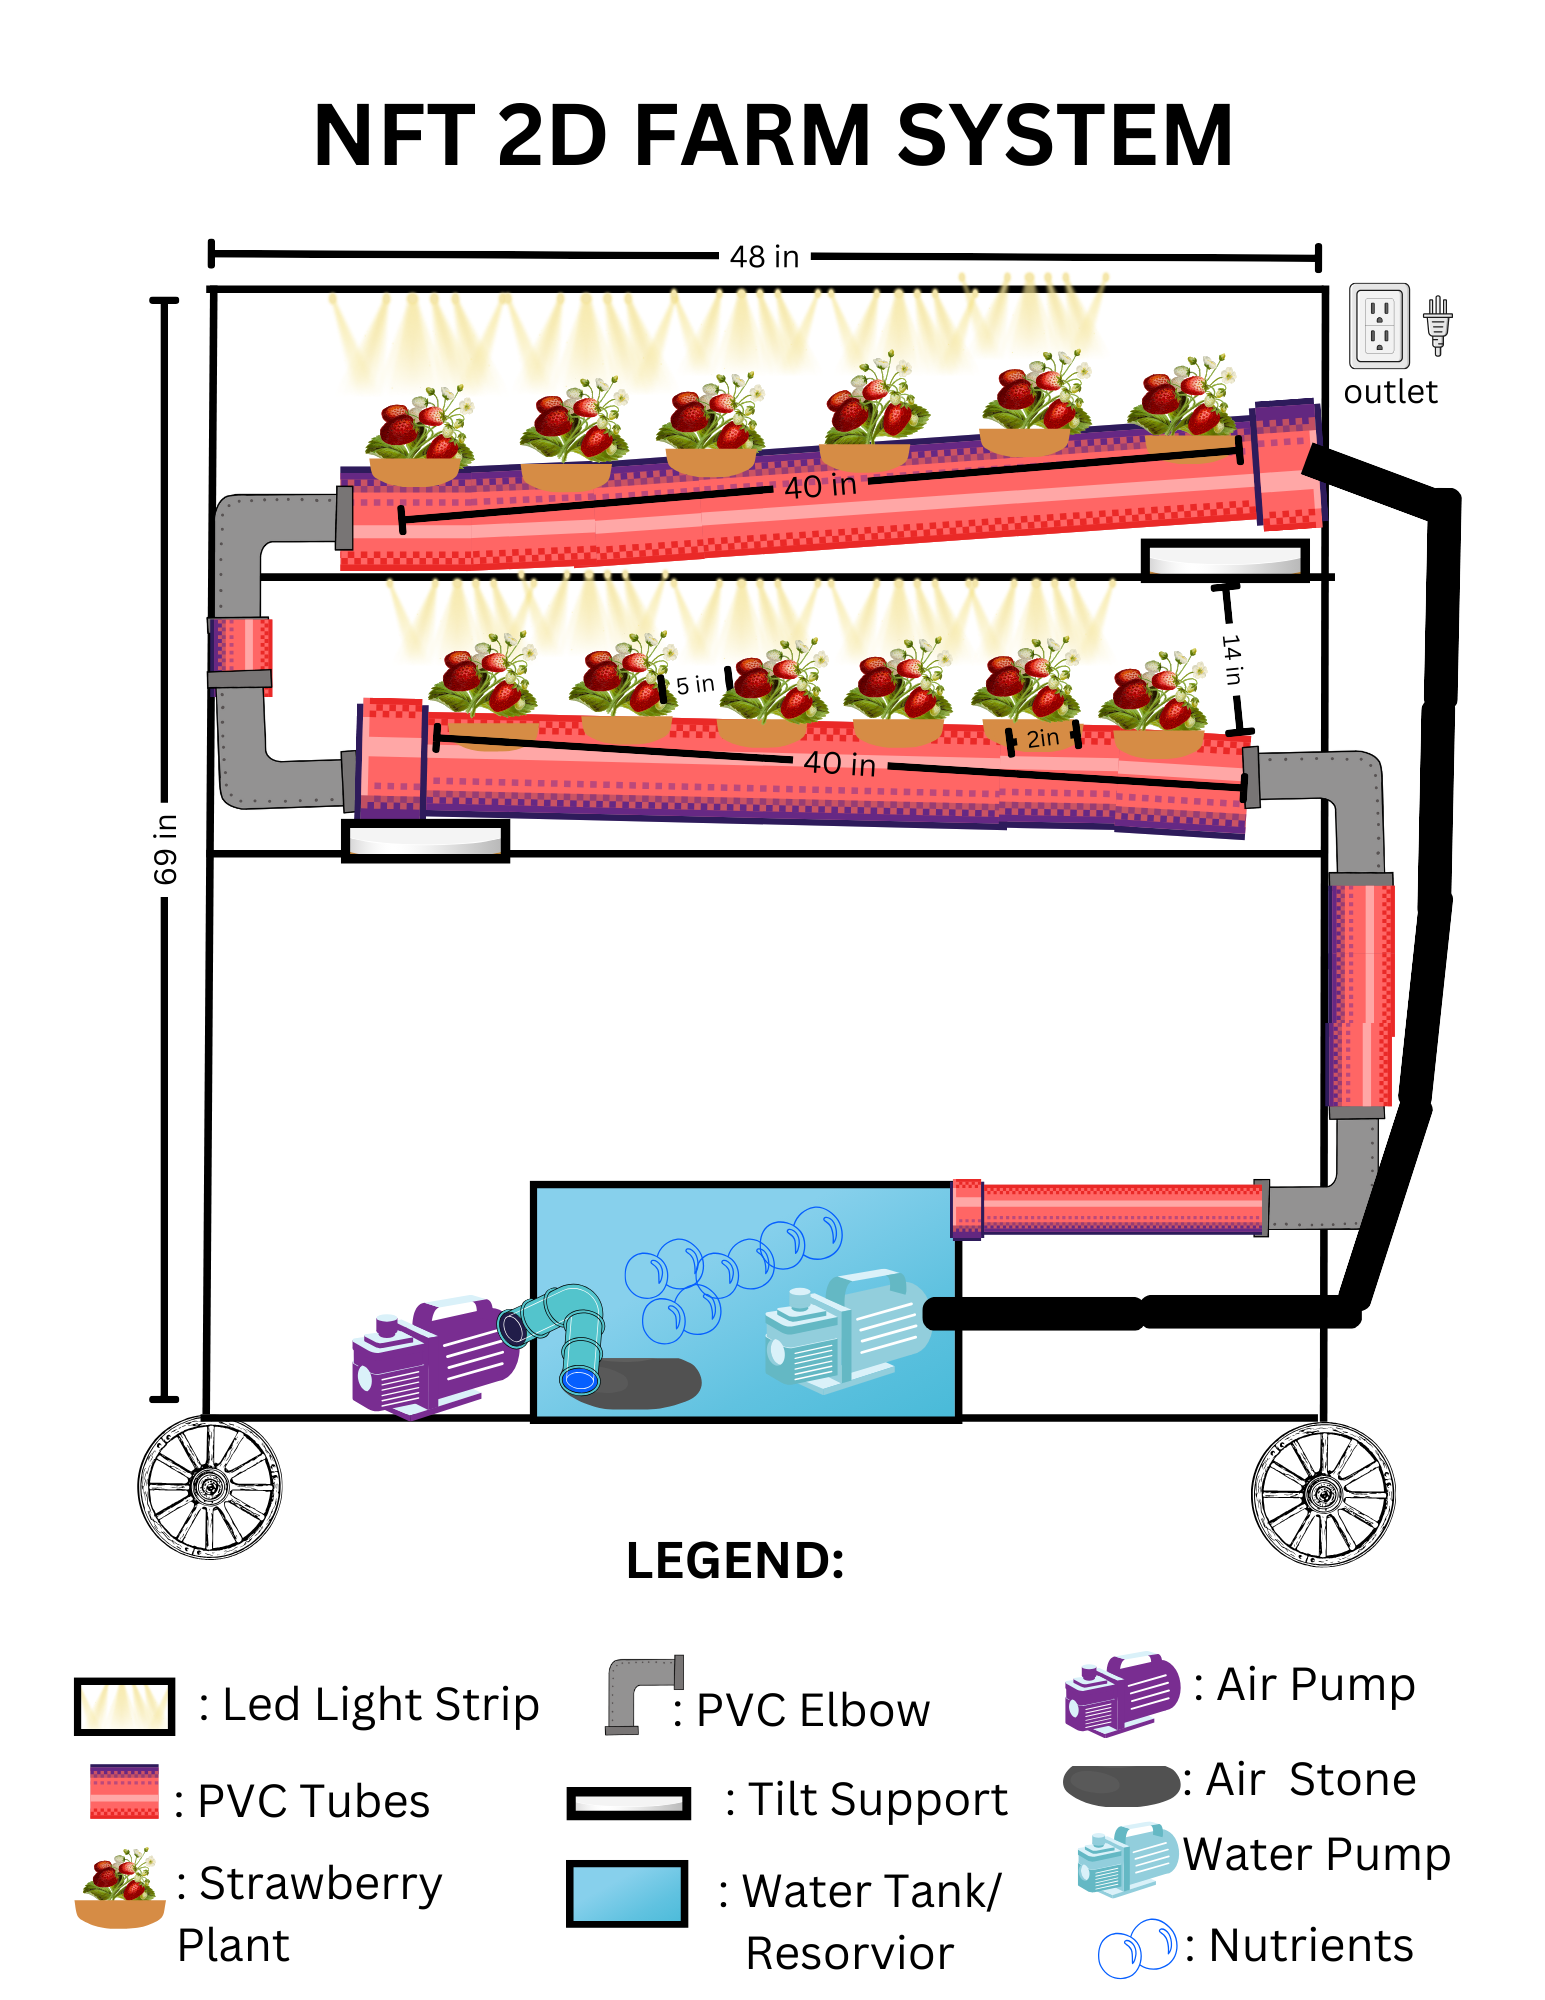 NFT 2D FARM SYSTEM
48 in
outlet
40 in
14 in
5 in
2in
40 in
69 in
LEGEND:
: Led Light Strip
: PVC Elbow
: Air Pump
: PVC Tubes
: Tilt Support
: Air Stone
: Strawberry
Plant
: Water Tank/
Resorvior
Water Pump
: Nutrients